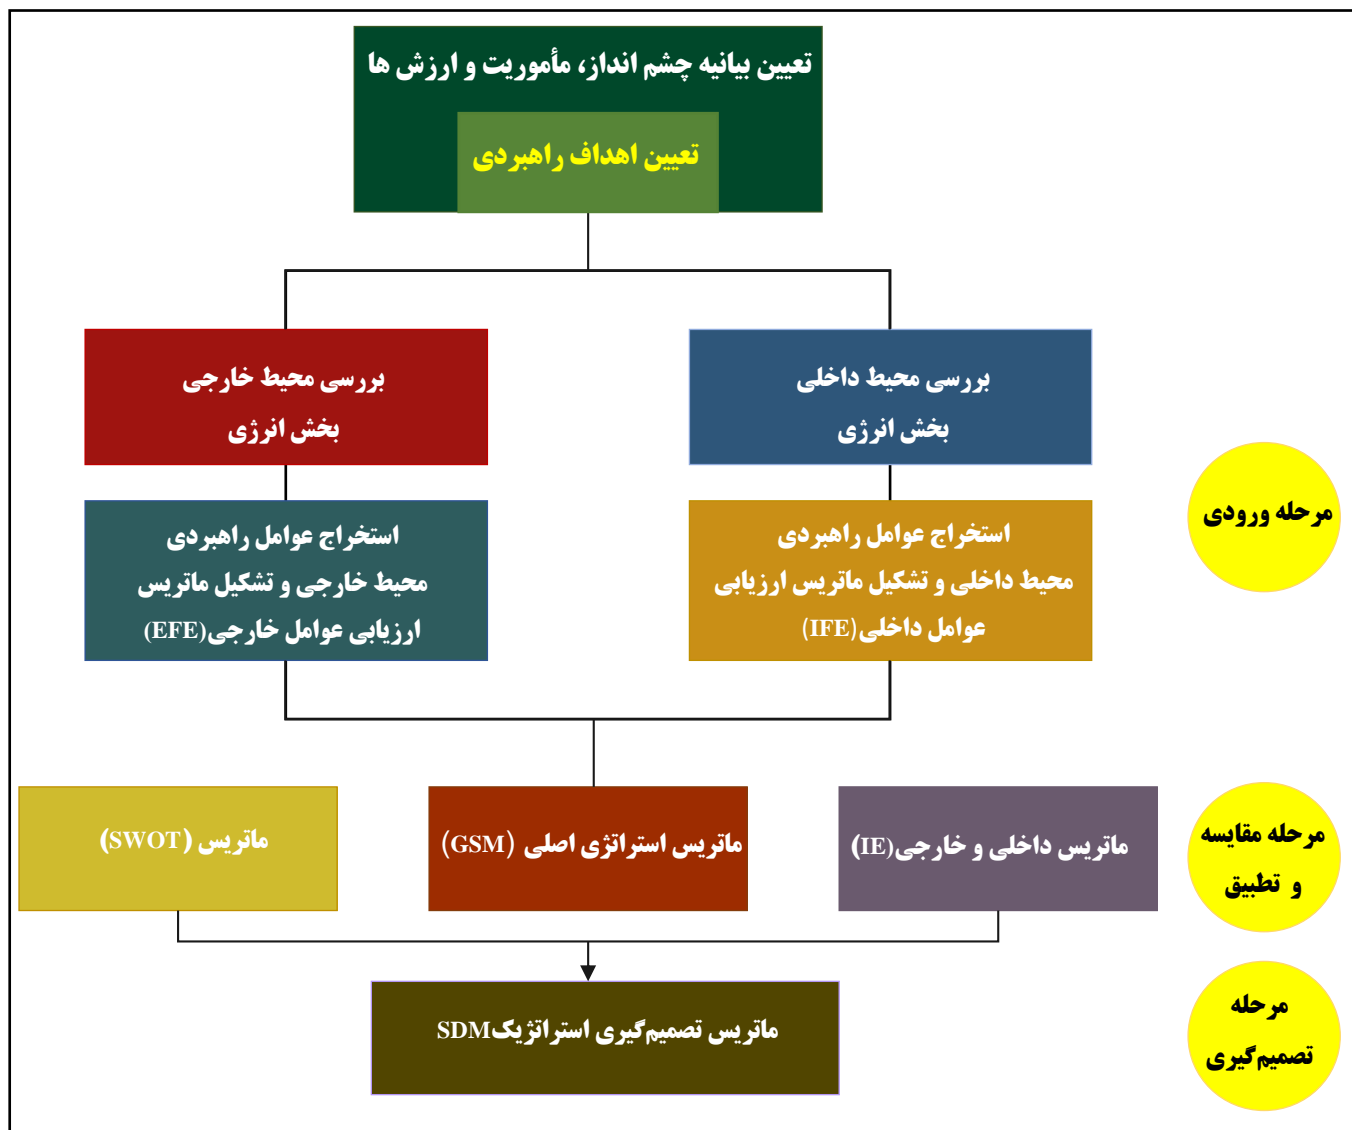 تعیین بیانیه چشم انداز، مأموریت و ارزش ها
تعیین اهداف راهبردی
بررسی محیط داخلی
بخش انرژی
بررسی محیط خارجی
بخش انرژی
مرحله ورودی
استخراج عوامل راهبردی
محیط داخلی و تشکیل ماتریس ارزیابی
عوامل داخلی(IFE)
استخراج عوامل راهبردی
محیط خارجی و تشکیل ماتریس
ارزیابی عوامل خارجی(EFE)
مرحله مقایسه
و تطبیق
ماتریس داخلی و خارجی(IE)
ماتریس استراتژی اصلی (GSM)
ماتریس (SWOT)
مرحله
تصمیم‌گیری
ماتریس تصمیم‌گیری استراتژیکSDM